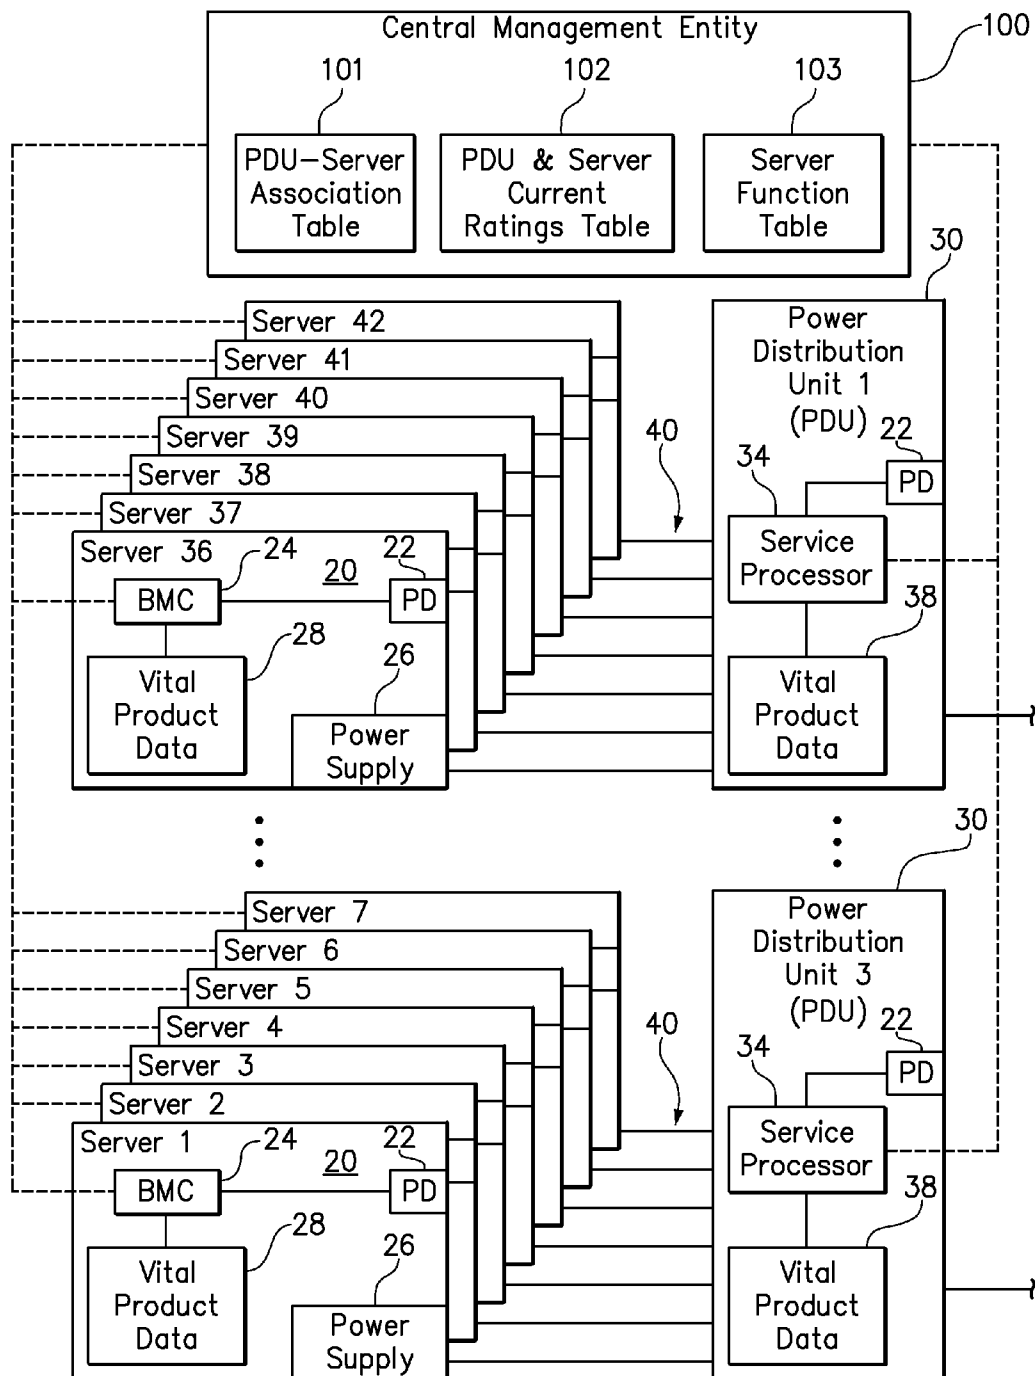 Central Management Entity
100
101
102
103
PDU-Server
Association
Table
PDU & Server
Current
Ratings Table
Server
Function
Table
30
Server 42
Server 41
Server 40
Server 39
Server 38
Server 37
Server 36
24
20
22
BMC
PD
28
26
Vital
Product
Data
Power
Supply
40
Power
Distribution
Unit 1
(PDU)
22
34
PD
Service
Processor
38
Vital
Product
Data
30
Server 7
Server 6
Server 5
Server 4
Server 3
Server 2
Server 1
24
20
22
BMC
PD
28
26
Vital
Product
Data
Power
Supply
40
Power
Distribution
Unit 3
(PDU)
22
34
PD
Service
Processor
38
Vital
Product
Data